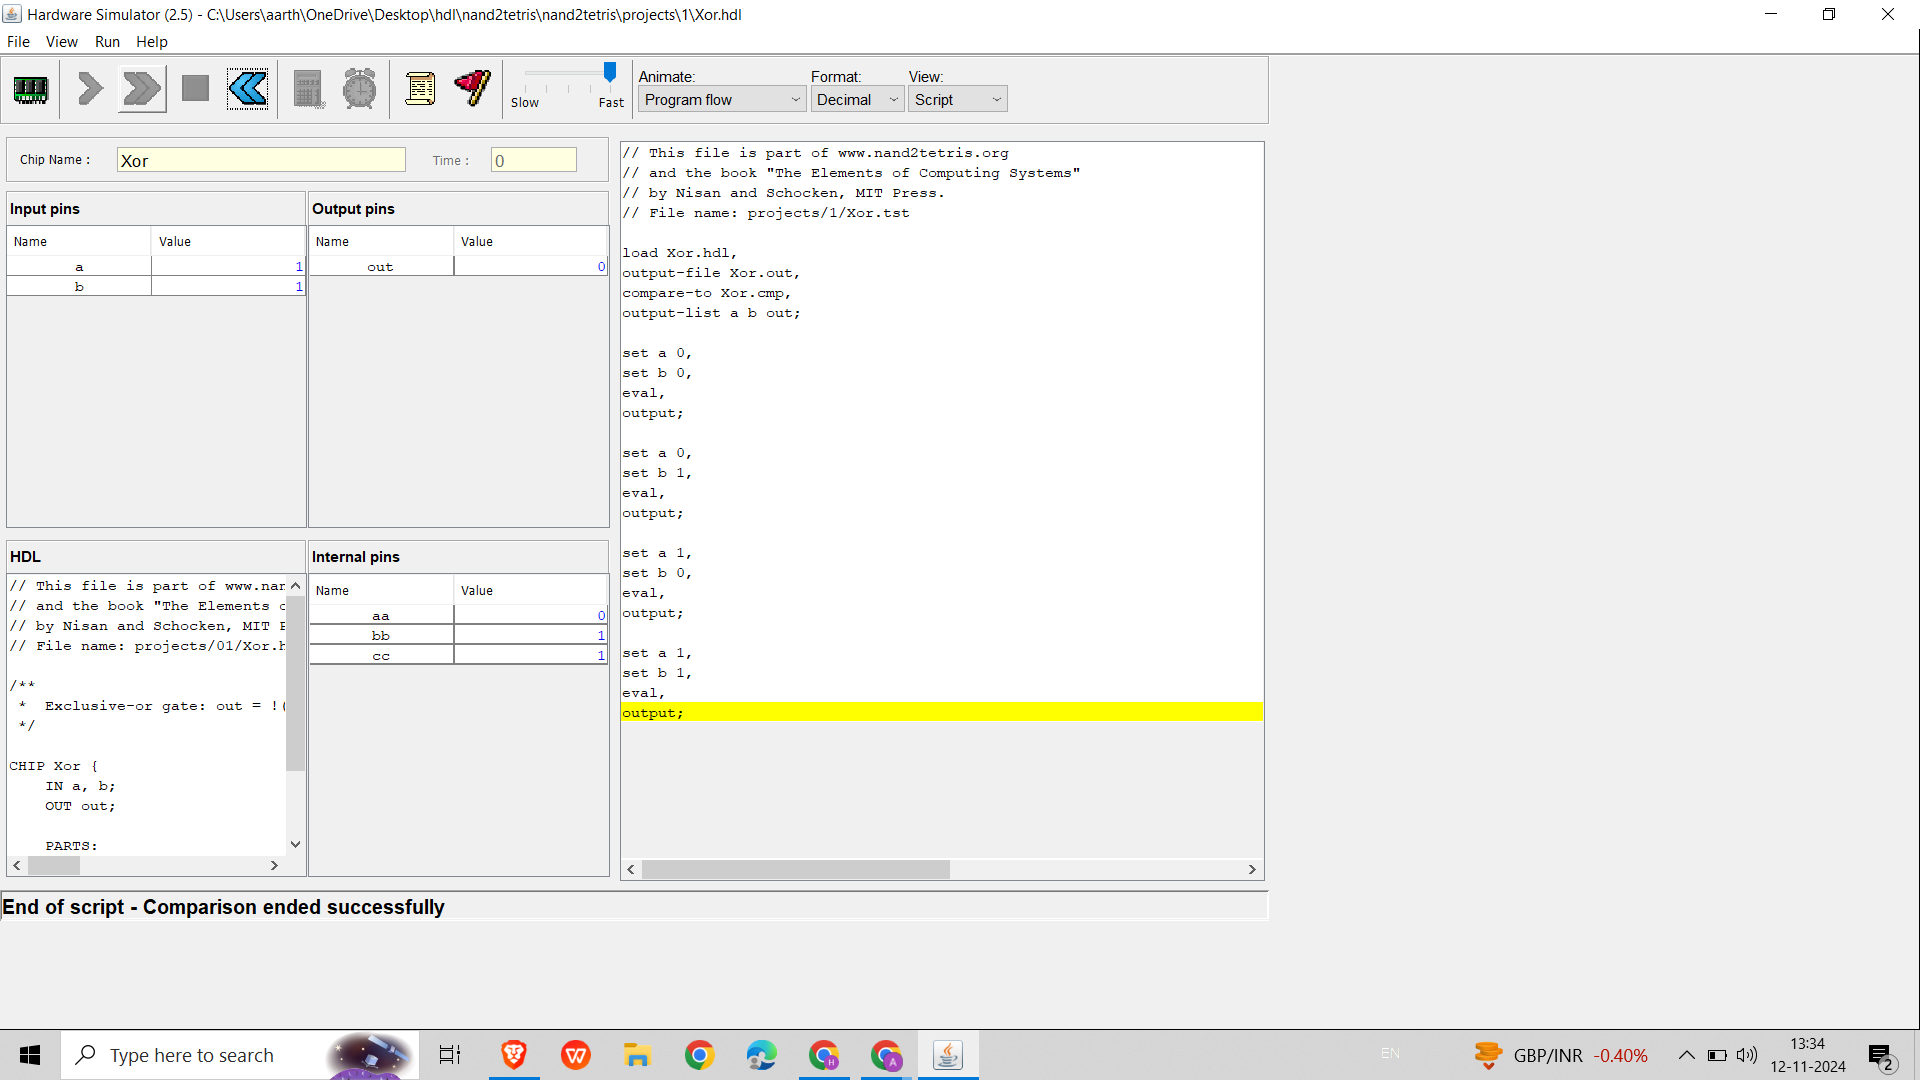 Hardware Simulator (2.5) - C:\Users\aarth\OneDrive\Desktop\hdl\nand2tetris\nand2tetris\projects\1\Xor.hdl
File View Run Help
Slow Fast
Animate: Format: View:
Program flow Decimal Script
Chip Name : Xor Time : 0
Input pins
Name Value
a 1
b 1
Output pins
Name Value
out 0
HDL
// This file is part of www.nan
// and the book "The Elements o
// by Nisan and Schocken, MIT P
// File name: projects/01/Xor.h
/**
* Exclusive-or gate: out = !(
*/
CHIP Xor {
IN a, b;
OUT out;
PARTS:
Internal pins
Name Value
aa 0
bb 1
cc 1
// This file is part of www.nand2tetris.org
// and the book "The Elements of Computing Systems"
// by Nisan and Schocken, MIT Press.
// File name: projects/1/Xor.tst
load Xor.hdl,
output-file Xor.out,
compare-to Xor.cmp,
output-list a b out;
set a 0,
set b 0,
eval,
output;
set a 0,
set b 1,
eval,
output;
set a 1,
set b 0,
eval,
output;
set a 1,
set b 1,
eval,
output;
End of script - Comparison ended successfully
Type here to search
EN
GBP/INR -0.40%
13:34
12-11-2024
2